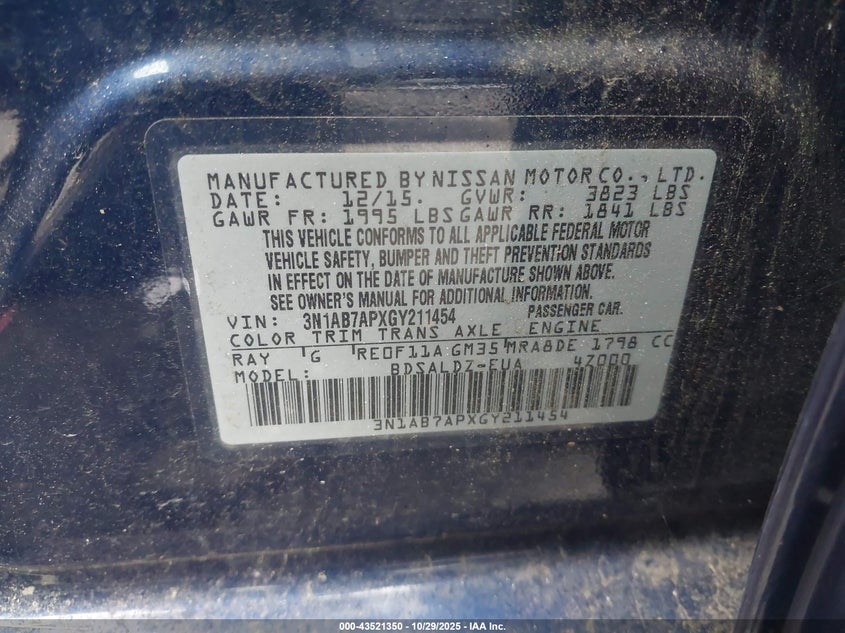 MANUFACTURED BY NISSAN MOTOR CO., LTD.
DATE: 12/15. GVWR: 3823 LBS
GAWR FR: 1995 LBS GAWR RR: 1841 LBS
THIS VEHICLE CONFORMS TO ALL APPLICABLE FEDERAL MOTOR
VEHICLE SAFETY, BUMPER AND THEFT PREVENTION STANDARDS
IN EFFECT ON THE DATE OF MANUFACTURE SHOWN ABOVE.
SEE OWNER'S MANUAL FOR ADDITIONAL INFORMATION.
VIN: 3N1AB7APXGY211454 PASSENGER CAR.
COLOR TRIM TRANS AXLE ENGINE
RAY G RE0F11A GM35 MRA8DE 1798 CC
MODEL: BDSALDZ-EUA 4Z000
3N1AB7APXGY211454
000-43521350 | 10/29/2025 - IAA Inc.